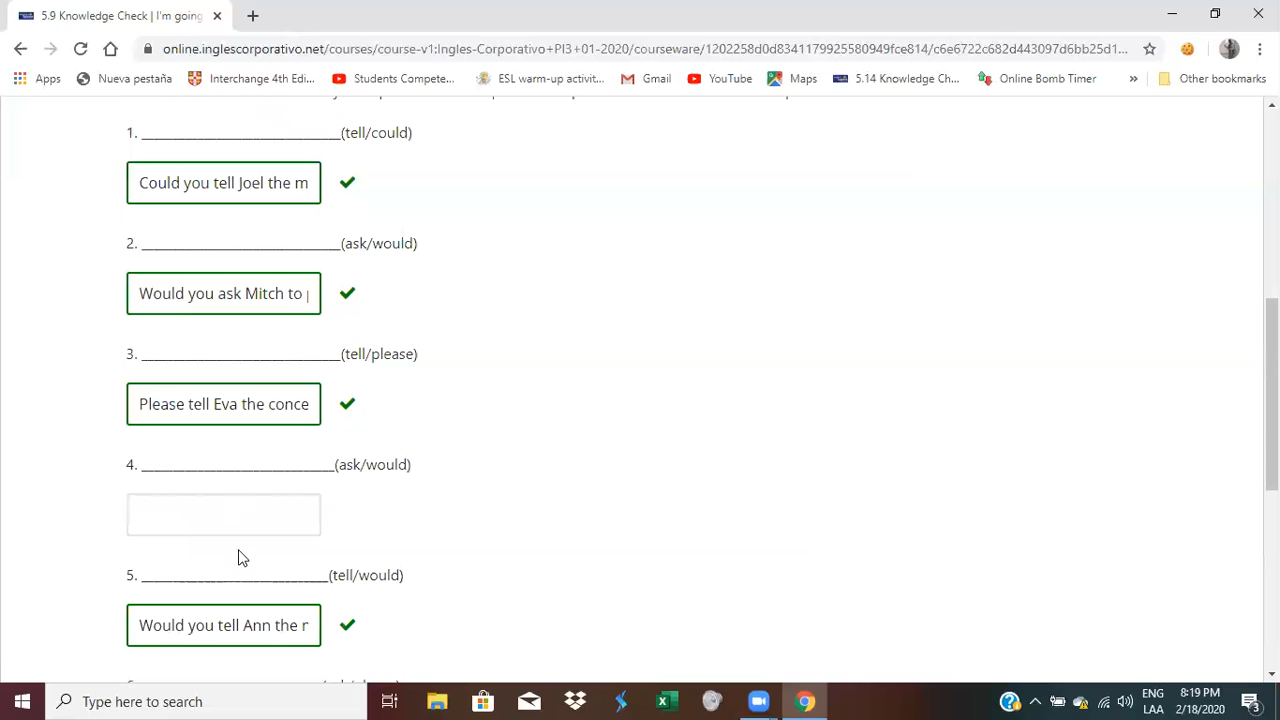 5.9 Knowledge Check | I'm going
online.inglescorporativo.net/courses/course-v1:Ingles-Corporativo+PI3+01-2020/courseware/1202258d0d8341179925580949fce814/c6e6722c682d443097d6bb25d1...
Apps Nueva pestaña Interchange 4th Edi... Students Compete... ESL warm-up activit... Gmail YouTube Maps 5.14 Knowledge Ch... Online Bomb Timer » Other bookmarks
1. ____________________________(tell/could)
Could you tell Joel the m
2. ____________________________(ask/would)
Would you ask Mitch to
3. ____________________________(tell/please)
Please tell Eva the conce
4. ___________________________(ask/would)
5. __________________________(tell/would)
Would you tell Ann the r
Type here to search
ENG 8:19 PM
LAA 2/18/2020 3